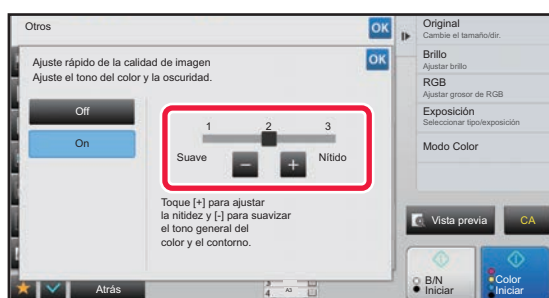 Otros
OK
Ajuste rápido de la calidad de imagen
OK
Ajuste el tono del color y la oscuridad.
Off
On
1 2 3
Suave - + Nítido
Toque [+] para ajustar
la nitidez y [-] para suavizar
el tono general del
color y el contorno.
Atrás
3
4 A3
Original
Cambie el tamaño/dir.
Brillo
Ajustar brillo
RGB
Ajustar grosor de RGB
Exposición
Seleccionar tipo/exposición
Modo Color
Vista previa
CA
B/N
Iniciar
Color
Iniciar